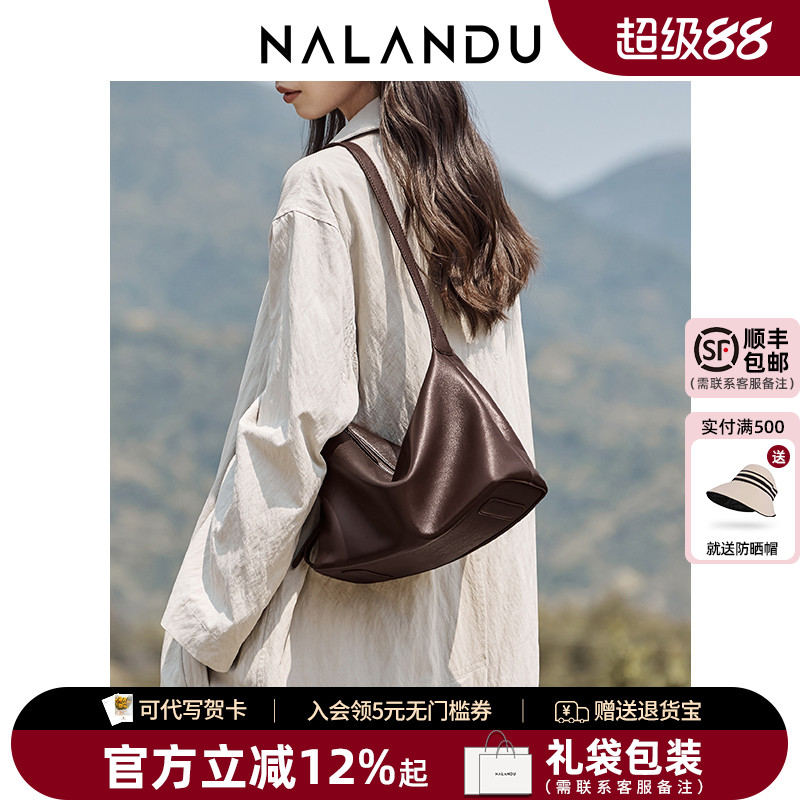 NALANDU
超级88
SF 顺丰
包邮
(需联系客服备注)
实付满500
送
就送防晒帽
可代写贺卡 | 入会领5元无门槛券 | 赠送退货宝
官方立减12%起
NALANDU
礼袋包装
(需联系客服备注)